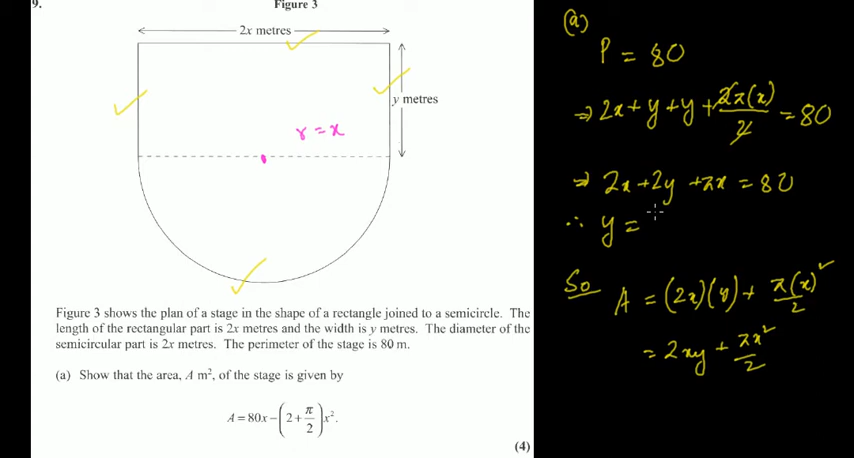 9.
Figure 3
2x metres
y metres
r = x
Figure 3 shows the plan of a stage in the shape of a rectangle joined to a semicircle. The
length of the rectangular part is 2x metres and the width is y metres. The diameter of the
semicircular part is 2x metres. The perimeter of the stage is 80 m.
(a) Show that the area, A m², of the stage is given by
A = 80x − (2 + π/2) x².
(4)
(a)
P = 80
⇒ 2x + y + y + 2π(x)/2 = 80
⇒ 2x + 2y + πx = 80
∴ y =
So A = (2x)(y) + π(x)²/2
= 2xy + πx²/2